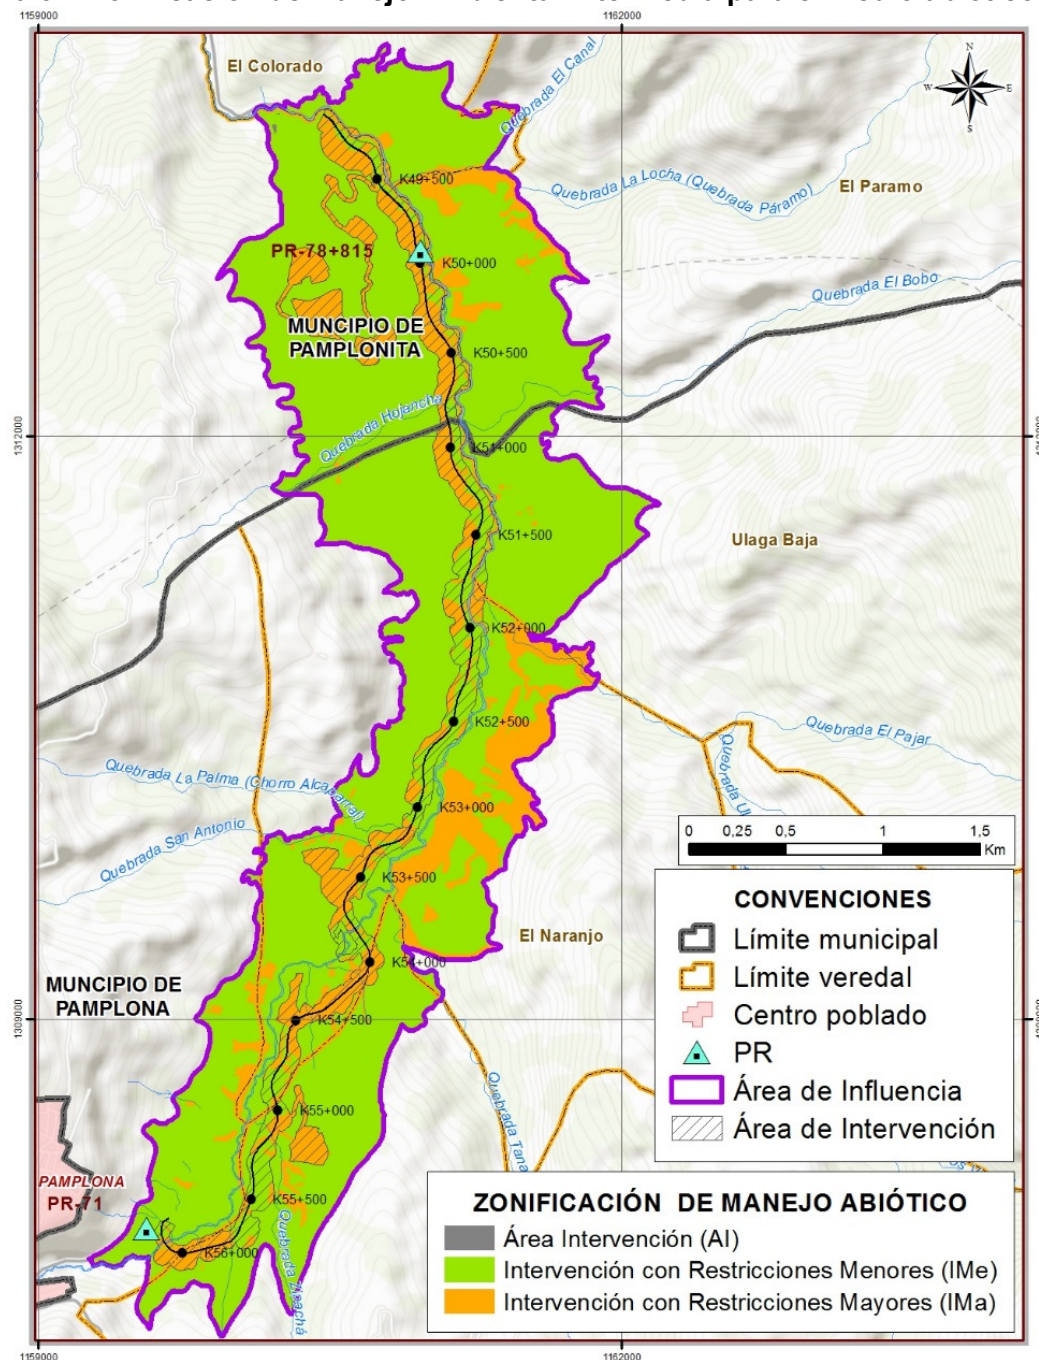 1159000
1162000
El Colorado
Quebrada El Canal
N
W
E
S
K49+500
Quebrada La Locha (Quebrada Páramo)
El Paramo
PR-78+815
K50+000
Quebrada El Bobo
MUNCIPIO DE
PAMPLONITA
K50+500
Quebrada Hojancha
1312000
K51+000
K51+500
Ulaga Baja
K52+000
K52+500
Quebrada El Pajar
Quebrada La Palma (Chorro Alcaparral)
K53+000
Quebrada San Antonio
0 0,25 0,5 1 1,5
Km
K53+500
El Naranjo
K54+000
MUNCIPIO DE
PAMPLONA
1309000
K54+500
K55+000
PAMPLONA
PR-71
K55+500
K56+000
Quebrada Zipachá
CONVENCIONES
Límite municipal
Límite veredal
Centro poblado
PR
Área de Influencia
Área de Intervención
ZONIFICACIÓN DE MANEJO ABIÓTICO
Área Intervención (AI)
Intervención con Restricciones Menores (IMe)
Intervención con Restricciones Mayores (IMa)
1159000
1162000